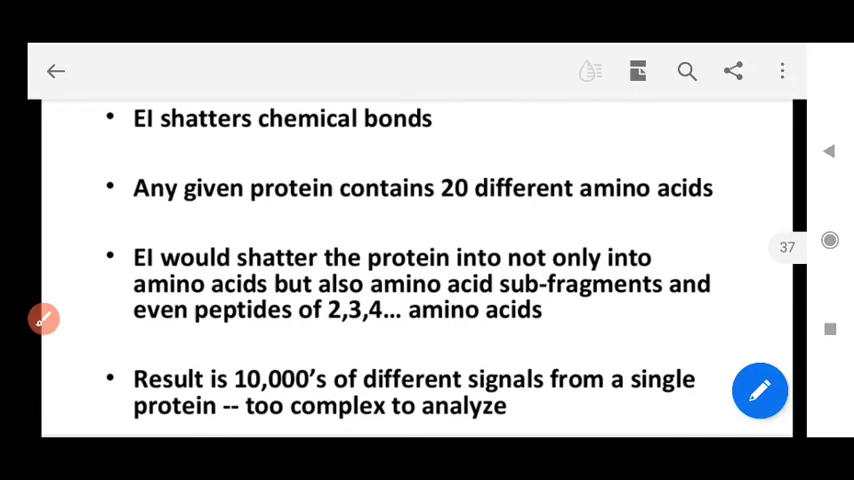 • EI shatters chemical bonds
• Any given protein contains 20 different amino acids
37
• EI would shatter the protein into not only into
amino acids but also amino acid sub-fragments and
even peptides of 2,3,4... amino acids
• Result is 10,000's of different signals from a single
protein -- too complex to analyze